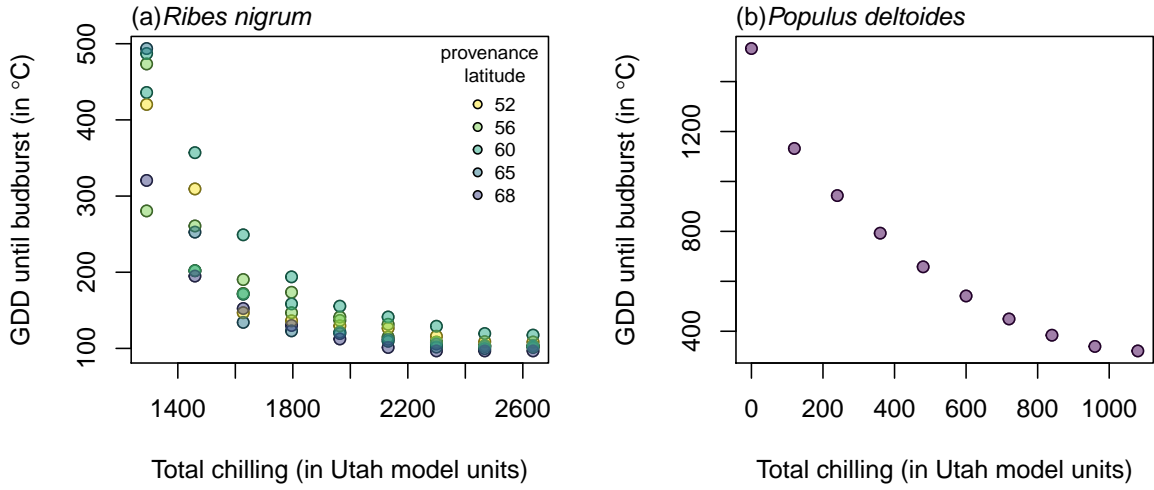 (a) Ribes nigrum
GDD until budburst (in °C)
500
400
300
200
100
provenance
latitude
52
56
60
65
68
1400 1800 2200 2600
Total chilling (in Utah model units)
(b) Populus deltoides
GDD until budburst (in °C)
1200
800
400
0 200 400 600 800 1000
Total chilling (in Utah model units)